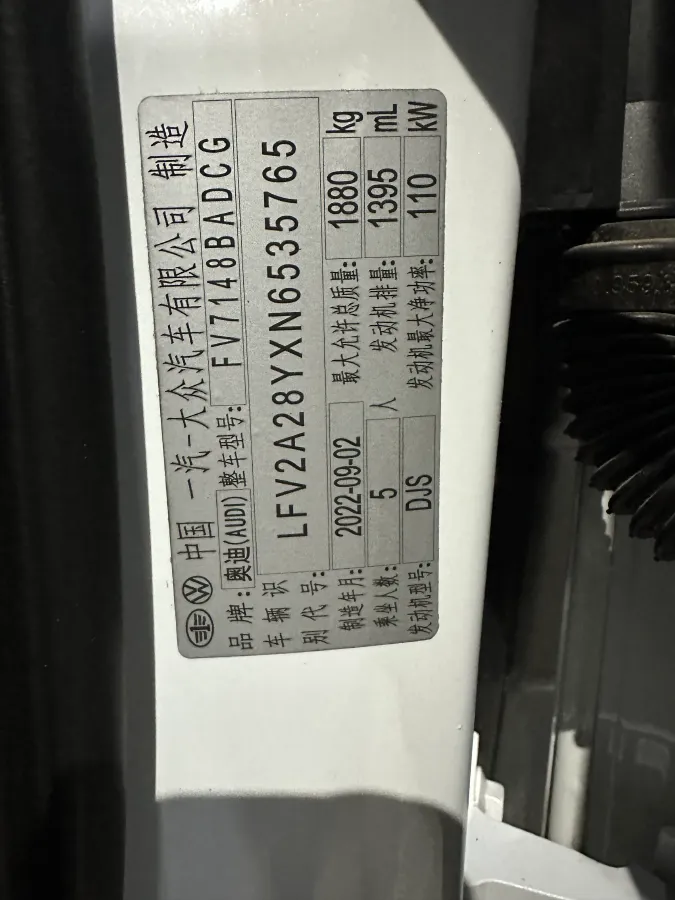 中国 一汽-大众汽车有限公司 制造
品牌:奥迪(AUDI) 整车型号: FV7148BADCG
车辆识别代号: LFV2A28YXN6535765
制造年月: 2022-09-02 最大允许总质量: 1880 kg
乘坐人数: 5 人 发动机排量: 1395 mL
发动机型号: DJS 发动机最大净功率: 110 kW